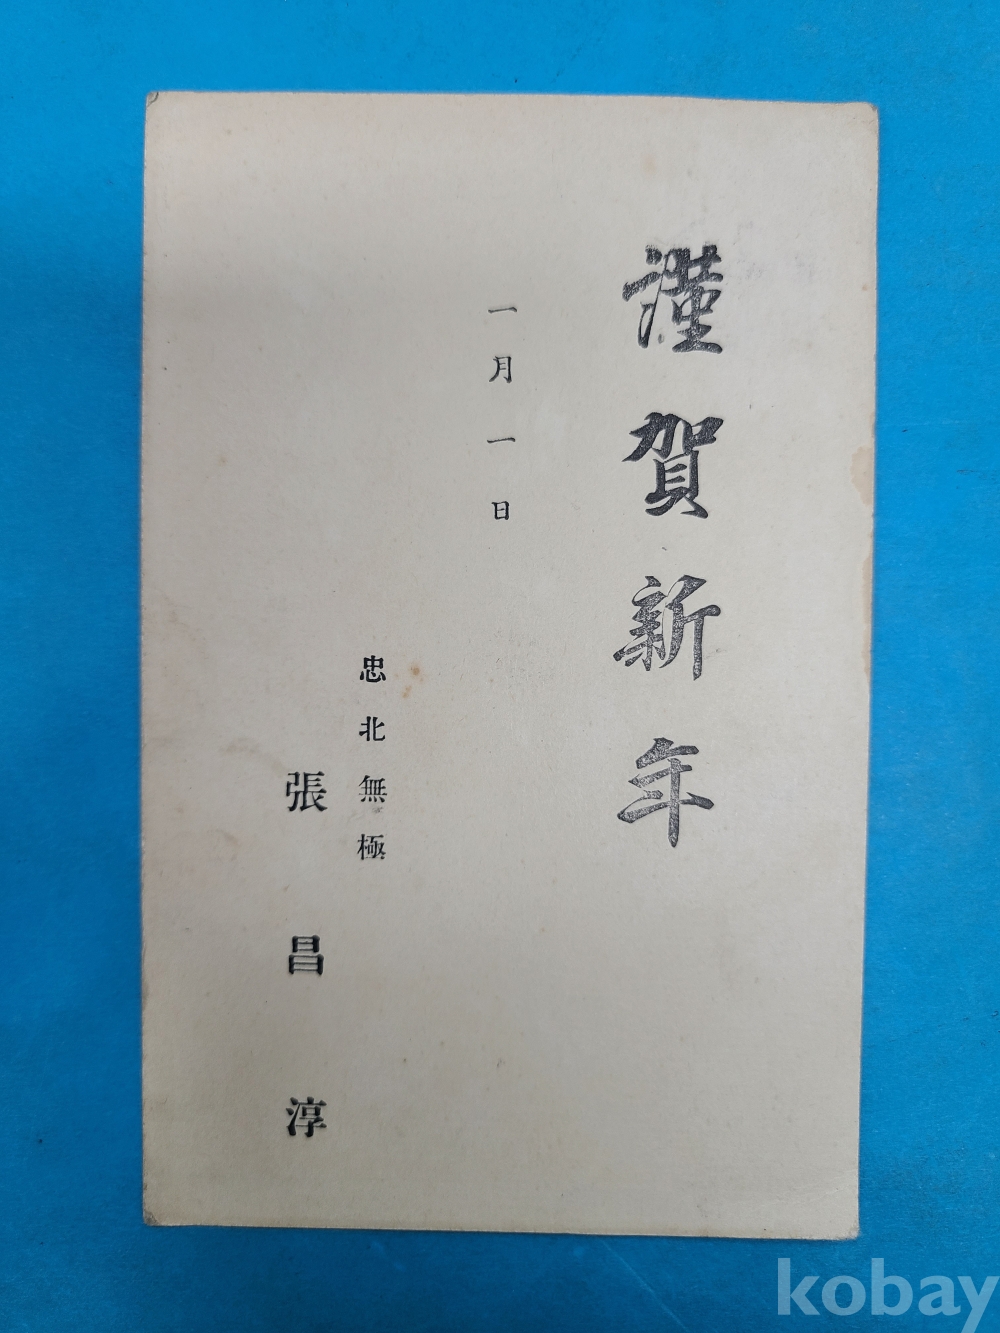 謹賀新年
一月一日
忠北無極
張昌淳
kobay